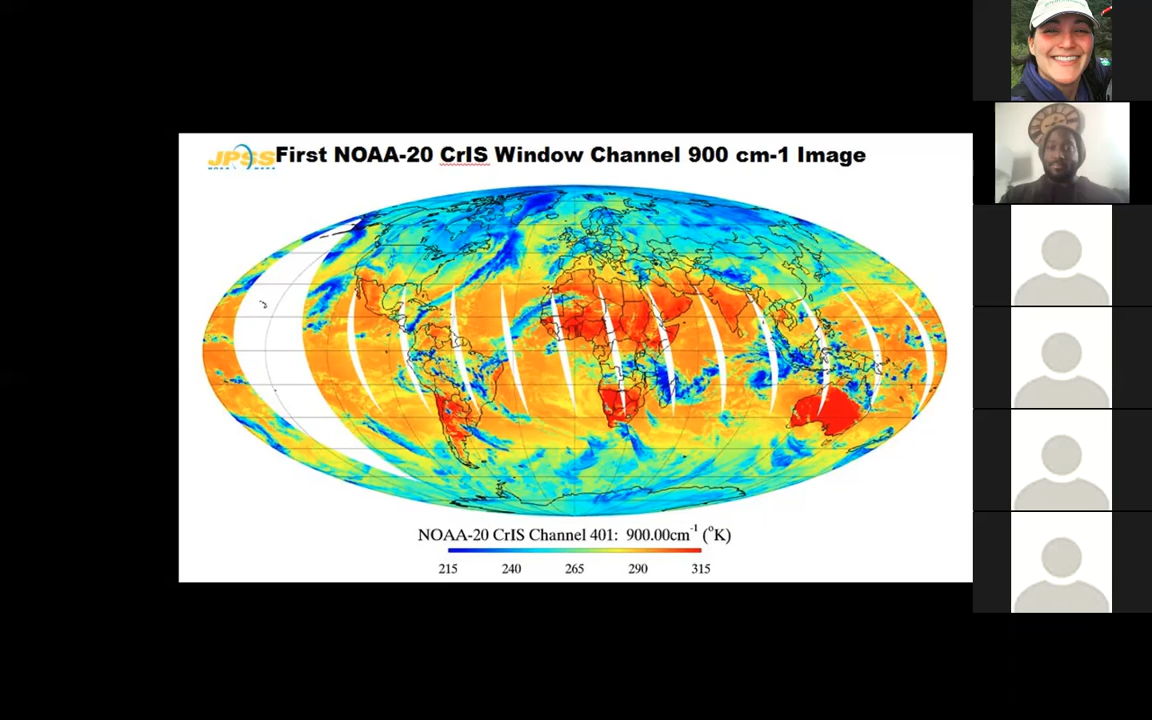 JPSS
First NOAA-20 CrIS Window Channel 900 cm-1 Image
NOAA-20 CrIS Channel 401: 900.00cm⁻¹ (°K)
215 240 265 290 315